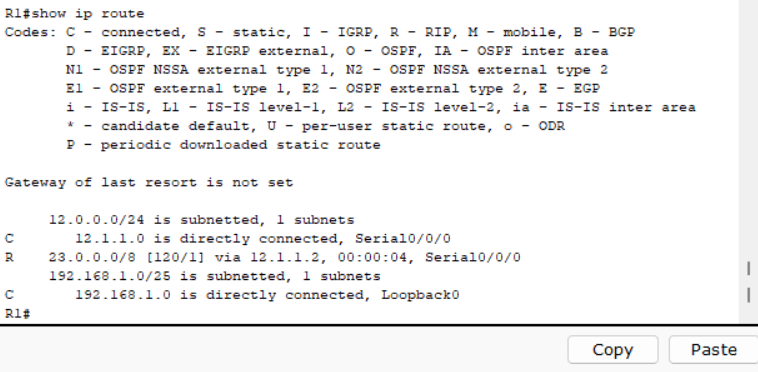 R1#show ip route
Codes: C - connected, S - static, I - IGRP, R - RIP, M - mobile, B - BGP
       D - EIGRP, EX - EIGRP external, O - OSPF, IA - OSPF inter area
       N1 - OSPF NSSA external type 1, N2 - OSPF NSSA external type 2
       E1 - OSPF external type 1, E2 - OSPF external type 2, E - EGP
       i - IS-IS, L1 - IS-IS level-1, L2 - IS-IS level-2, ia - IS-IS inter area
       * - candidate default, U - per-user static route, o - ODR
       P - periodic downloaded static route

Gateway of last resort is not set

     12.0.0.0/24 is subnetted, 1 subnets
C       12.1.1.0 is directly connected, Serial0/0/0
R    23.0.0.0/8 [120/1] via 12.1.1.2, 00:00:04, Serial0/0/0
     192.168.1.0/25 is subnetted, 1 subnets
C       192.168.1.0 is directly connected, Loopback0
R1#
Copy Paste